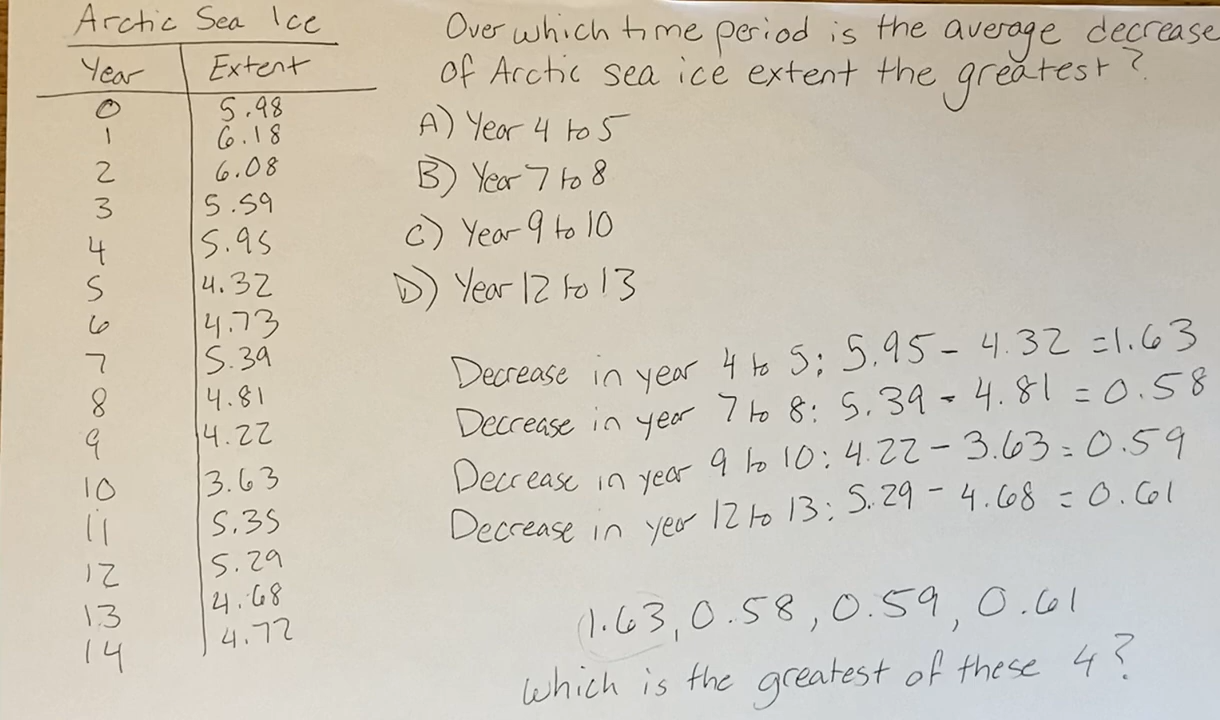 Arctic Sea Ice
Year Extent
0 5.98
1 6.18
2 6.08
3 5.59
4 5.95
5 4.32
6 4.73
7 5.39
8 4.81
9 4.22
10 3.63
11 5.35
12 5.29
13 4.68
14 4.72
Over which time period is the average decrease
of Arctic sea ice extent the greatest?
A) Year 4 to 5
B) Year 7 to 8
C) Year 9 to 10
D) Year 12 to 13
Decrease in year 4 to 5: 5.95 - 4.32 = 1.63
Decrease in year 7 to 8: 5.39 - 4.81 = 0.58
Decrease in year 9 to 10: 4.22 - 3.63 = 0.59
Decrease in year 12 to 13: 5.29 - 4.68 = 0.61
1.63, 0.58, 0.59, 0.61
which is the greatest of these 4?